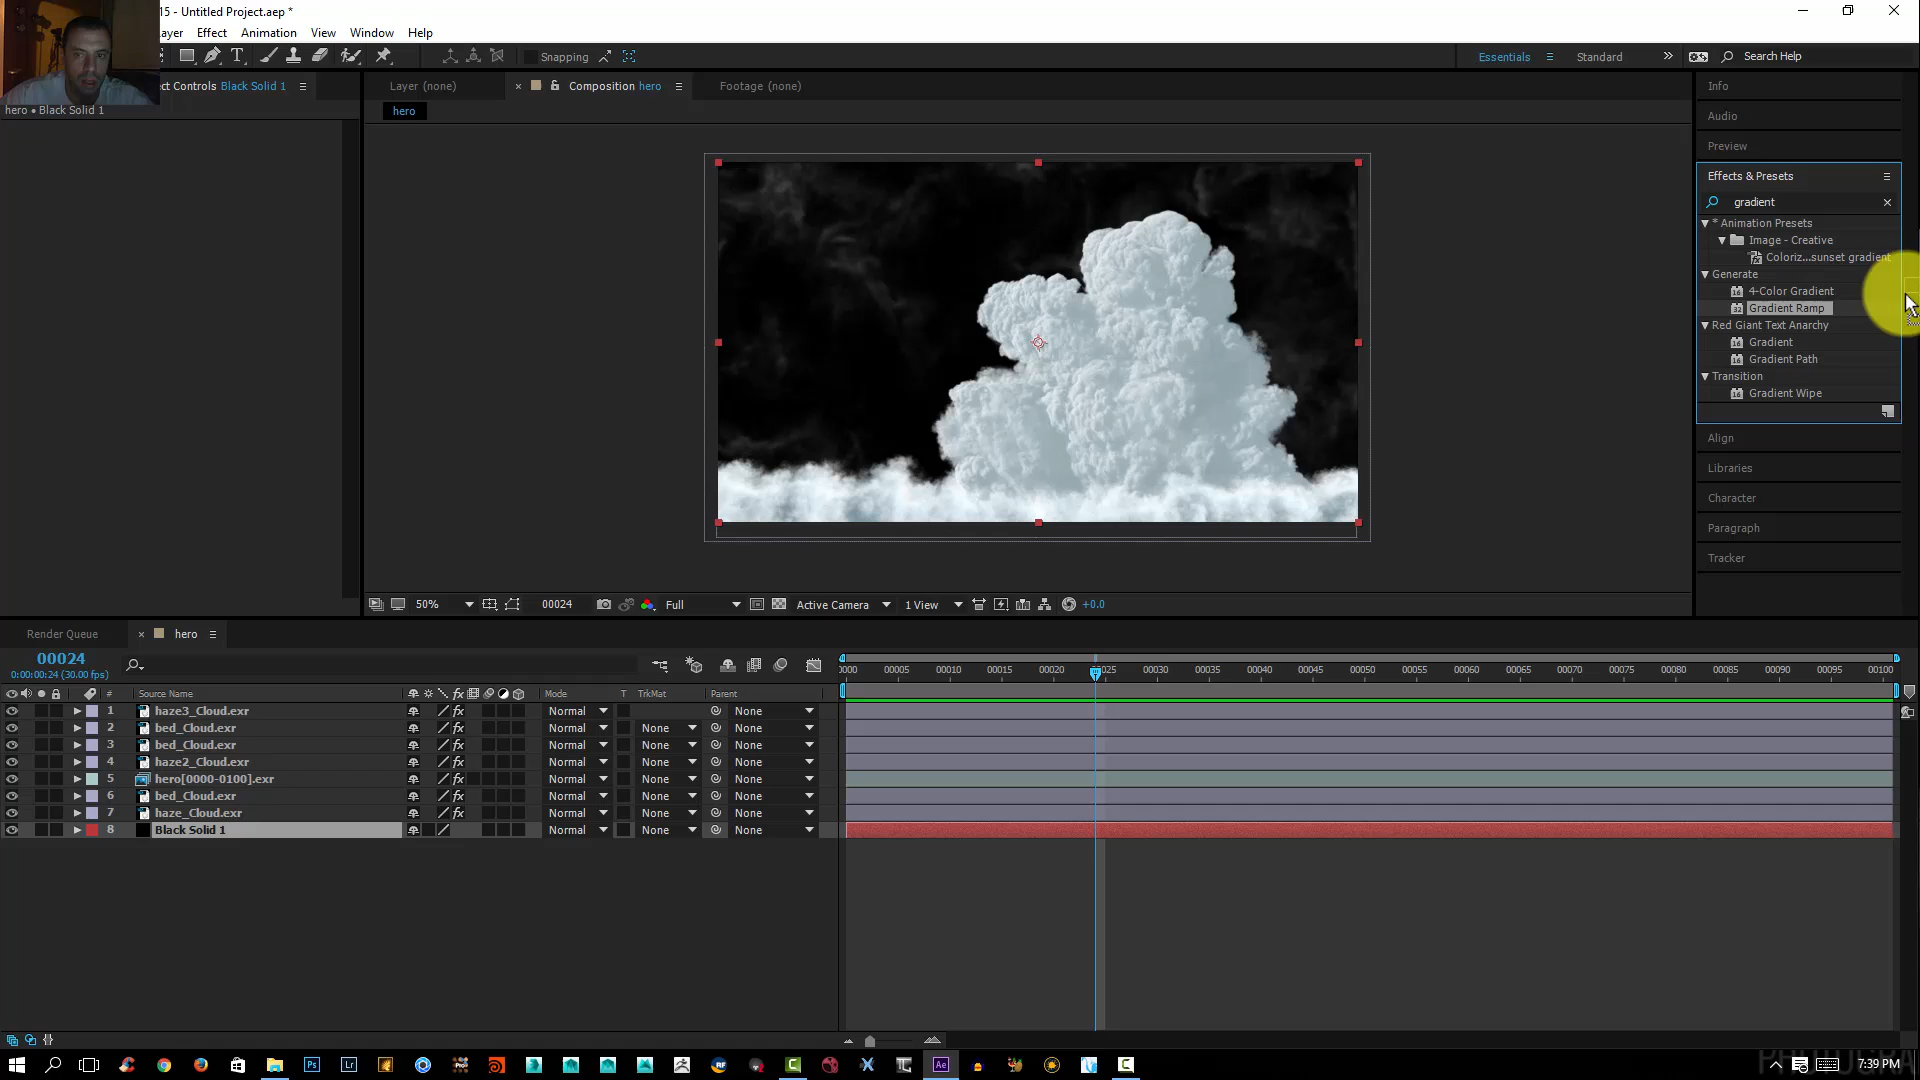 15 - Untitled Project.aep *
ayer Effect Animation View Window Help
Snapping
Essentials
Standard
Search Help
ect Controls Black Solid 1
hero • Black Solid 1
Layer (none)
Composition hero
Footage (none)
hero
Info
Audio
Preview
Effects & Presets
gradient
* Animation Presets
Image - Creative
Coloriz...sunset gradient
Generate
4-Color Gradient
Gradient Ramp
Red Giant Text Anarchy
Gradient
Gradient Path
Transition
Gradient Wipe
Align
Libraries
Character
Paragraph
Tracker
50%
00024
Full
Active Camera
1 View
+0.0
Render Queue
hero
00024
0:00:00:24 (30.00 fps)
0000 00005 00010 00015 00020 00025 00030 00035 00040 00045 00050 00055 00060 00065 00070 00075 00080 00085 00090 00095 00100
# Source Name Mode T TrkMat Parent
1 haze3_Cloud.exr Normal None
2 bed_Cloud.exr Normal None None
3 bed_Cloud.exr Normal None None
4 haze2_Cloud.exr Normal None None
5 hero[0000-0100].exr Normal None None
6 bed_Cloud.exr Normal None None
7 haze_Cloud.exr Normal None None
8 Black Solid 1 Normal None None
7:39 PM